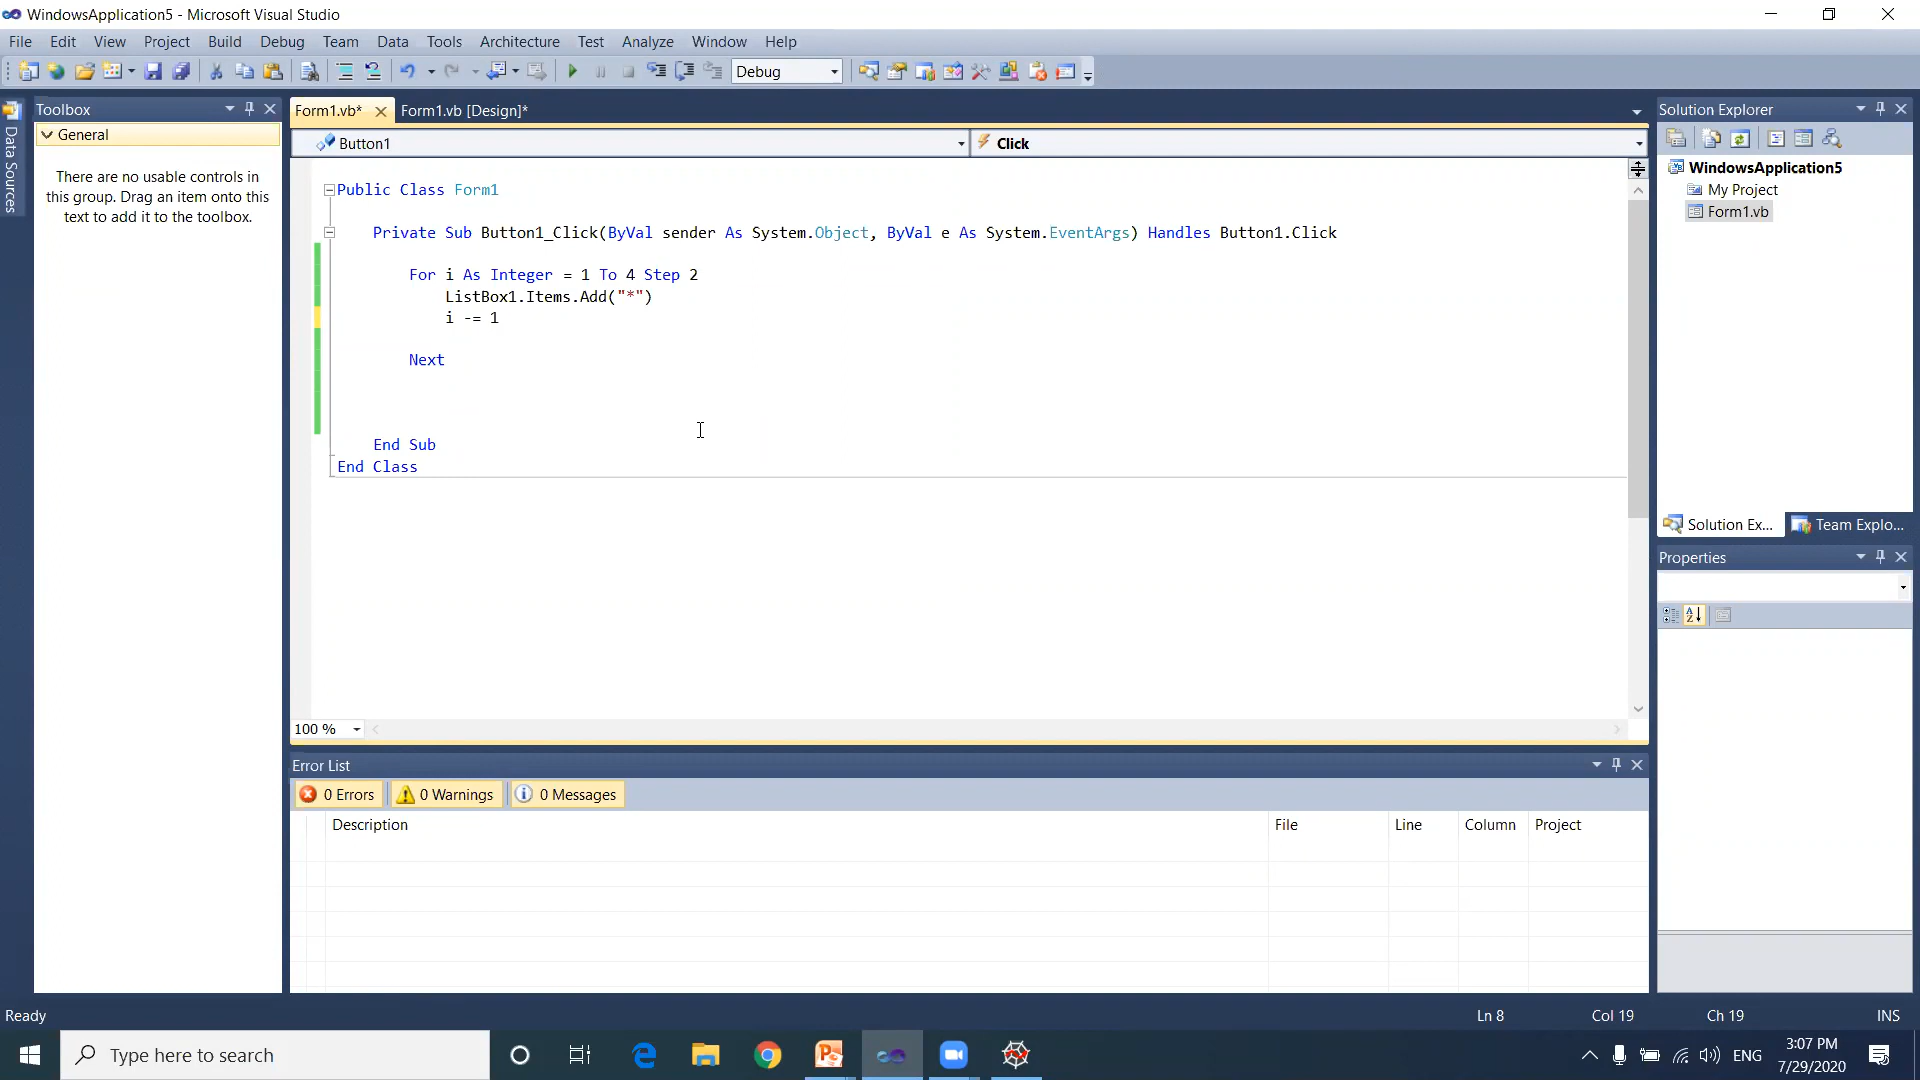 WindowsApplication5 - Microsoft Visual Studio
File Edit View Project Build Debug Team Data Tools Architecture Test Analyze Window Help
Debug
Data Sources
Toolbox
General
There are no usable controls in
this group. Drag an item onto this
text to add it to the toolbox.
Form1.vb* Form1.vb [Design]*
Button1 Click
Public Class Form1
Private Sub Button1_Click(ByVal sender As System.Object, ByVal e As System.EventArgs) Handles Button1.Click
For i As Integer = 1 To 4 Step 2
ListBox1.Items.Add("*")
i -= 1
Next
End Sub
End Class
100 %
Error List
0 Errors 0 Warnings 0 Messages
Description File Line Column Project
Solution Explorer
WindowsApplication5
My Project
Form1.vb
Solution Ex... Team Explo...
Properties
Ready Ln 8 Col 19 Ch 19 INS
Type here to search
ENG
3:07 PM
7/29/2020